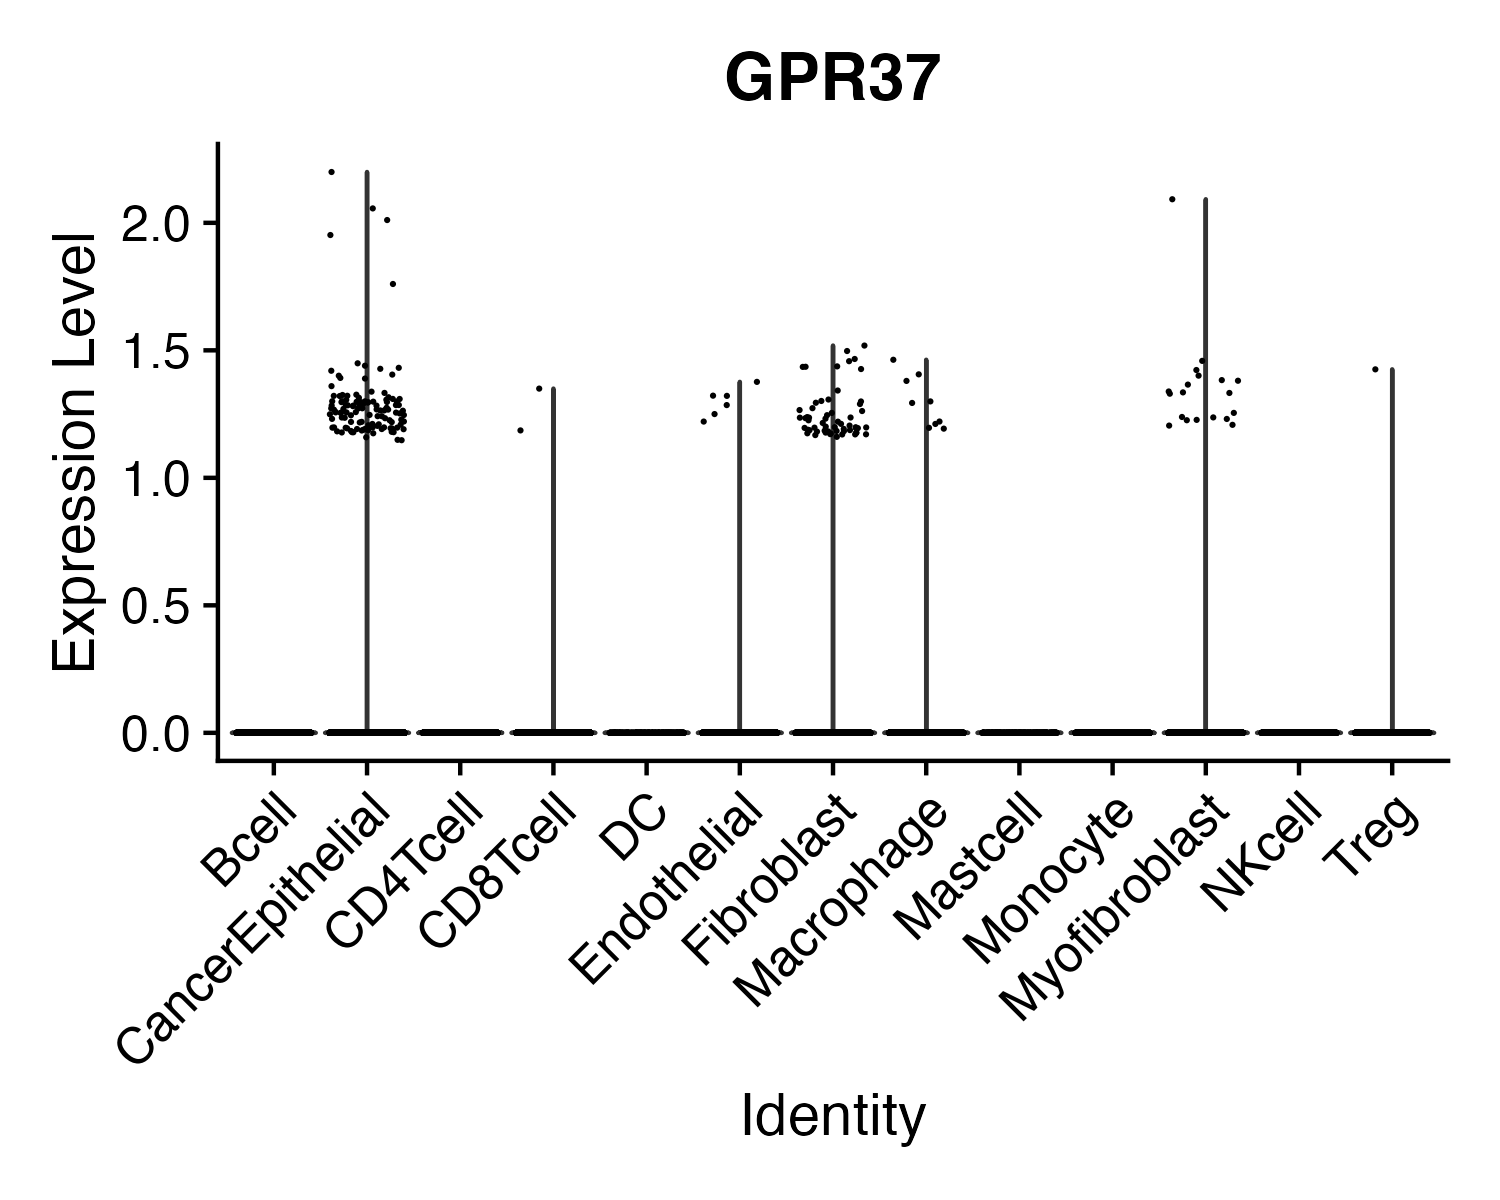 GPR37
Expression Level
2.0
1.5
1.0
0.5
0.0
Bcell
CancerEpithelial
CD4Tcell
CD8Tcell
DC
Endothelial
Fibroblast
Macrophage
Mastcell
Monocyte
Myofibroblast
NKcell
Treg
Identity